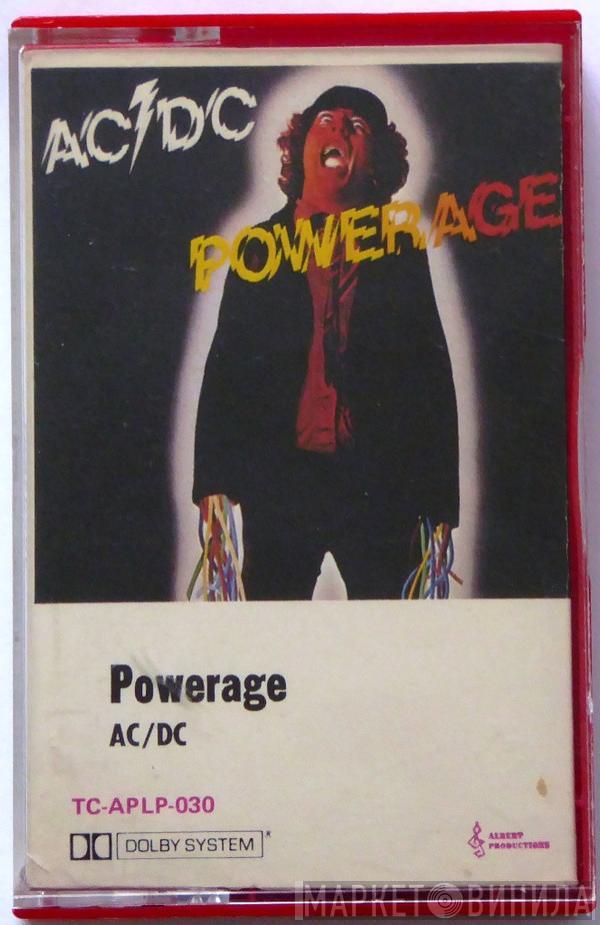 AC/DC
POWERAGE
Powerage
AC/DC
TC-APLP-030
DOLBY SYSTEM*
ALBERT
PRODUCTIONS
МАРКЕТ ВИНИЛА